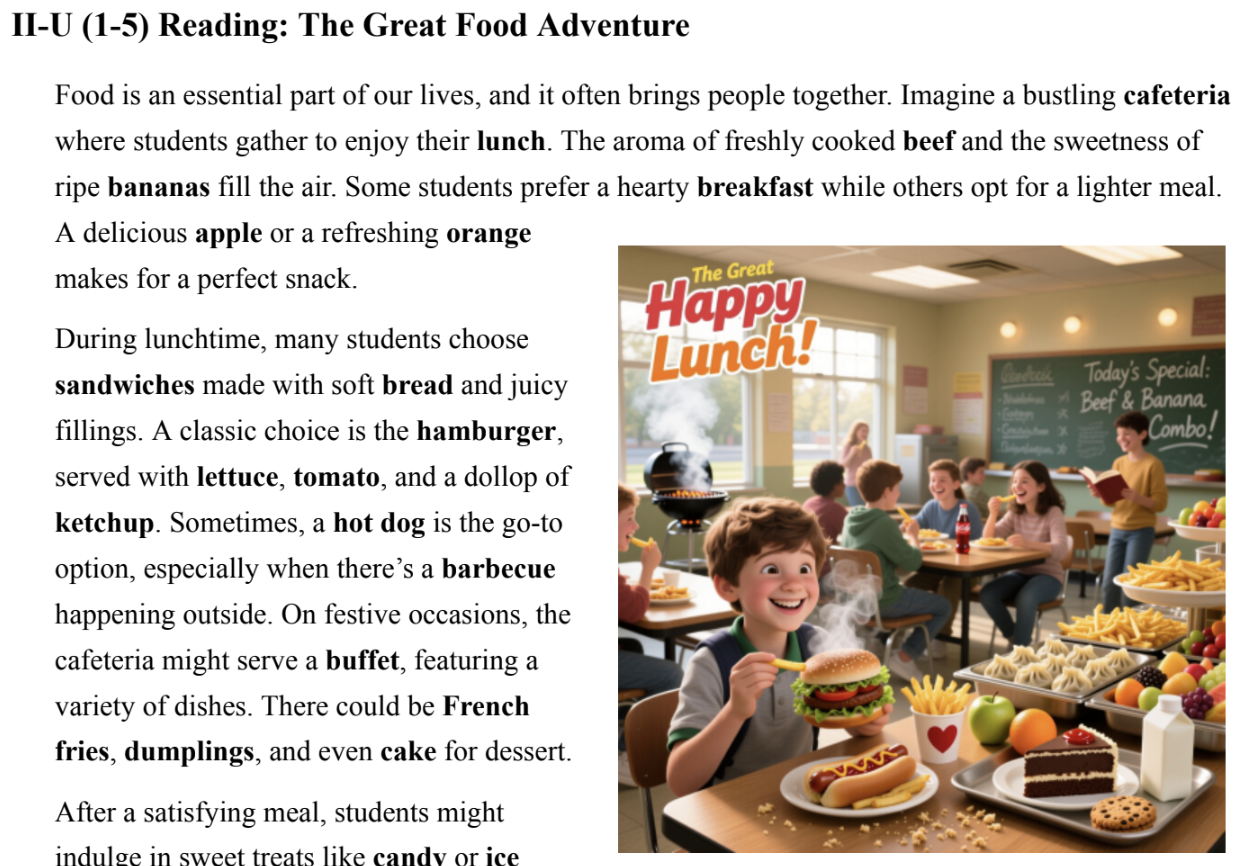 II-U (1-5) Reading: The Great Food Adventure
Food is an essential part of our lives, and it often brings people together. Imagine a bustling cafeteria
where students gather to enjoy their lunch. The aroma of freshly cooked beef and the sweetness of
ripe bananas fill the air. Some students prefer a hearty breakfast while others opt for a lighter meal.
A delicious apple or a refreshing orange
makes for a perfect snack.
During lunchtime, many students choose
sandwiches made with soft bread and juicy
fillings. A classic choice is the hamburger,
served with lettuce, tomato, and a dollop of
ketchup. Sometimes, a hot dog is the go-to
option, especially when there’s a barbecue
happening outside. On festive occasions, the
cafeteria might serve a buffet, featuring a
variety of dishes. There could be French
fries, dumplings, and even cake for dessert.
After a satisfying meal, students might
indulge in sweet treats like candy or ice
The Great
Happy
Lunch!
Today's Special:
Beef & Banana
Combo!